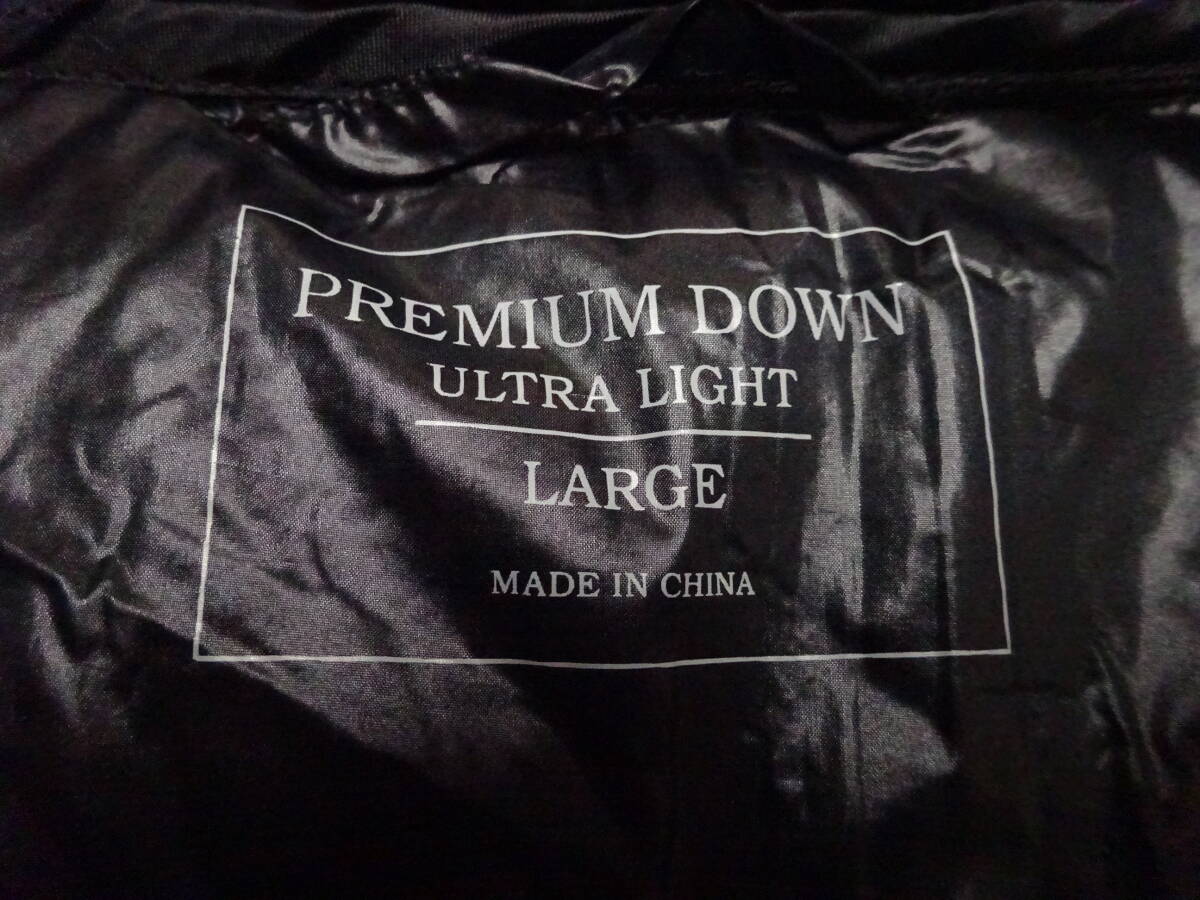 PREMIUM DOWN
ULTRA LIGHT
LARGE
MADE IN CHINA